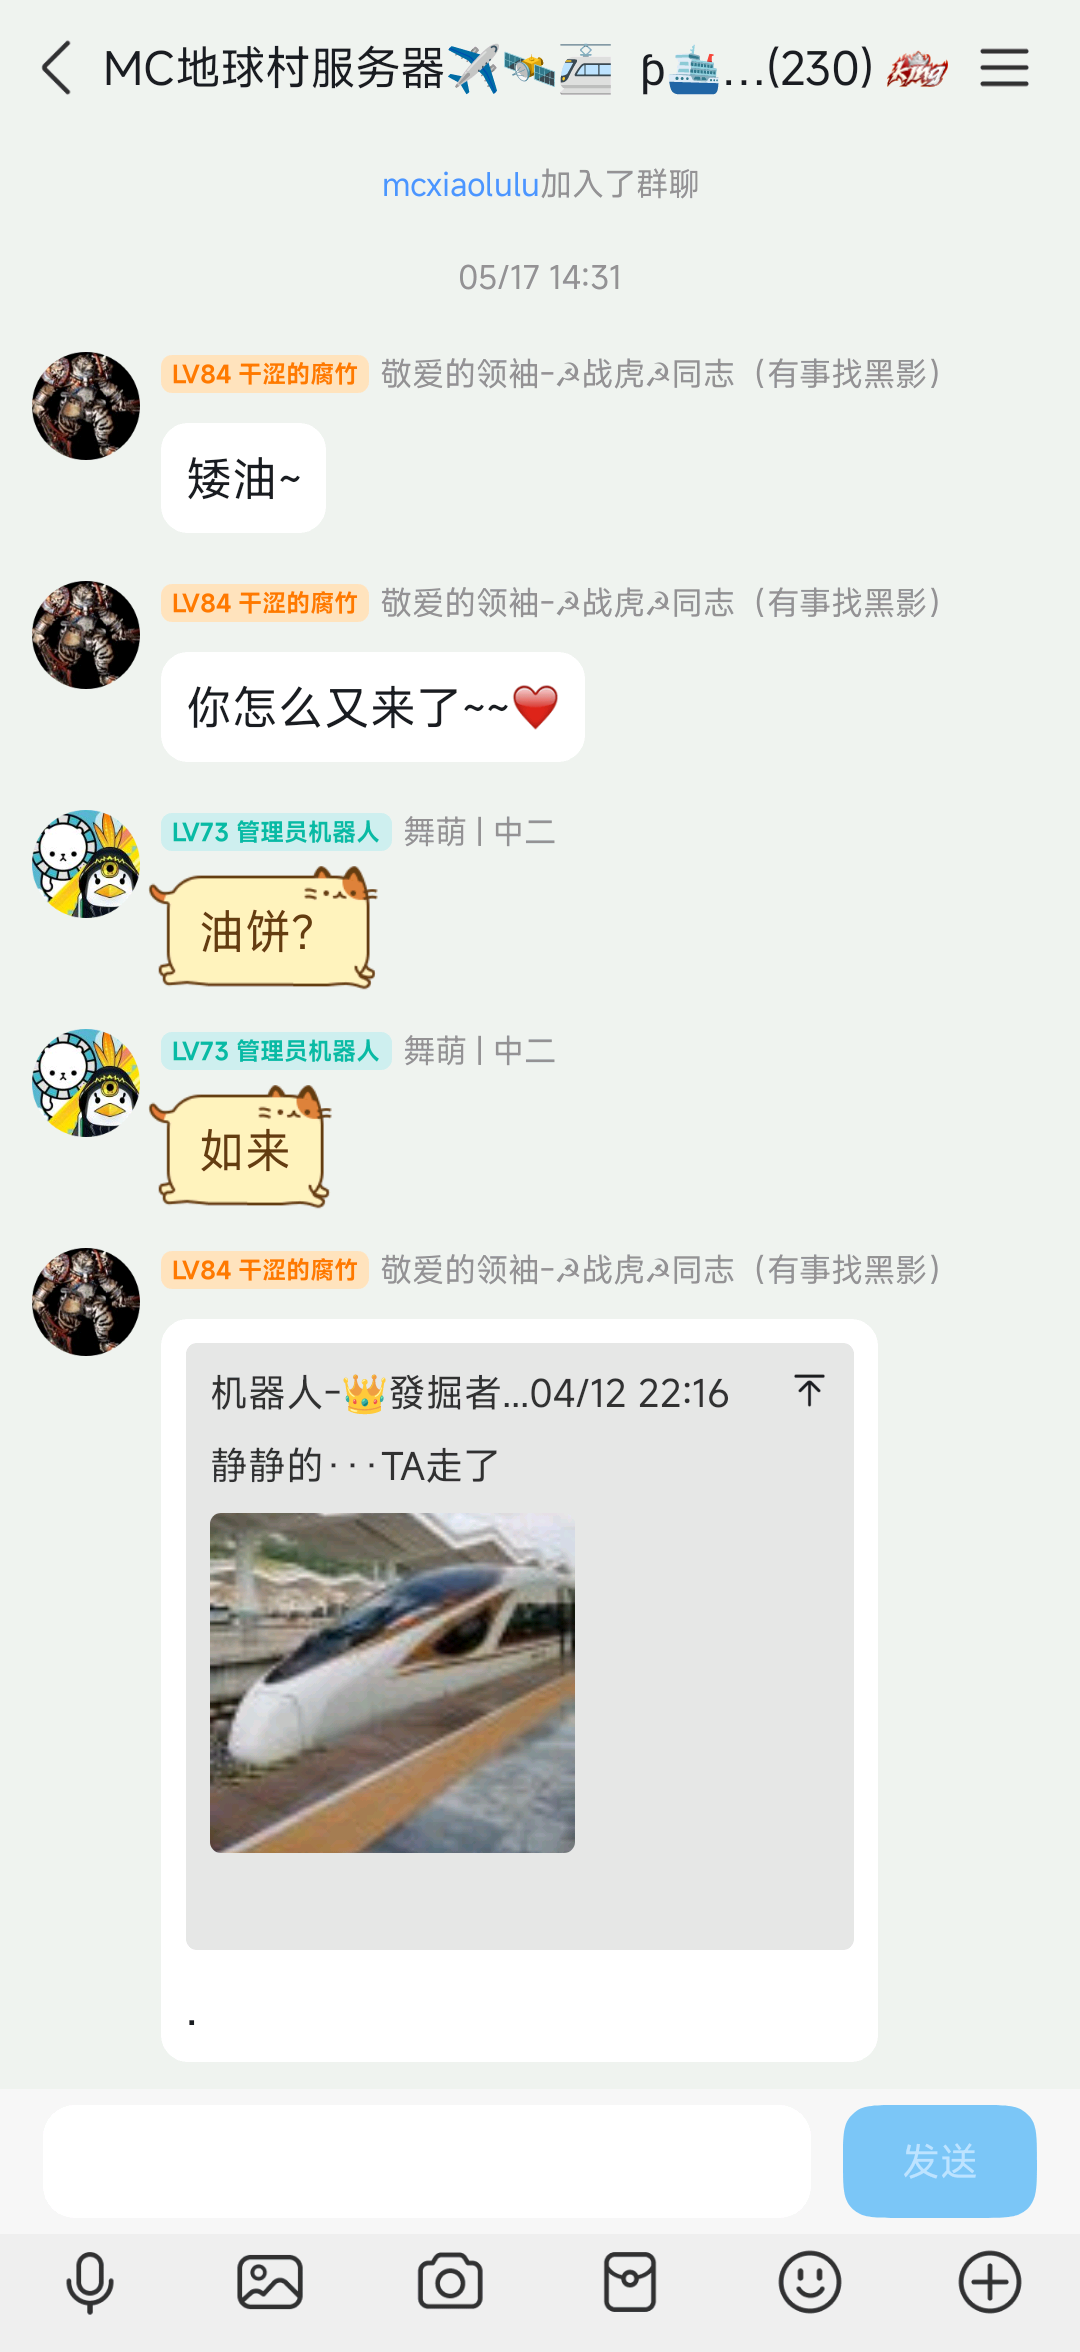 MC地球村服务器✈️🛰️🚈 ϼ🛳️...(230) king
mcxiaolulu加入了群聊
05/17 14:31
LV84 干涩的腐竹 敬爱的领袖-☭战虎☭同志（有事找黑影）
矮油~
LV84 干涩的腐竹 敬爱的领袖-☭战虎☭同志（有事找黑影）
你怎么又来了~~❤️
LV73 管理员机器人 舞萌 | 中二
油饼？
LV73 管理员机器人 舞萌 | 中二
如来
LV84 干涩的腐竹 敬爱的领袖-☭战虎☭同志（有事找黑影）
机器人-👑發掘者...04/12 22:16
静静的···TA走了
.
发送